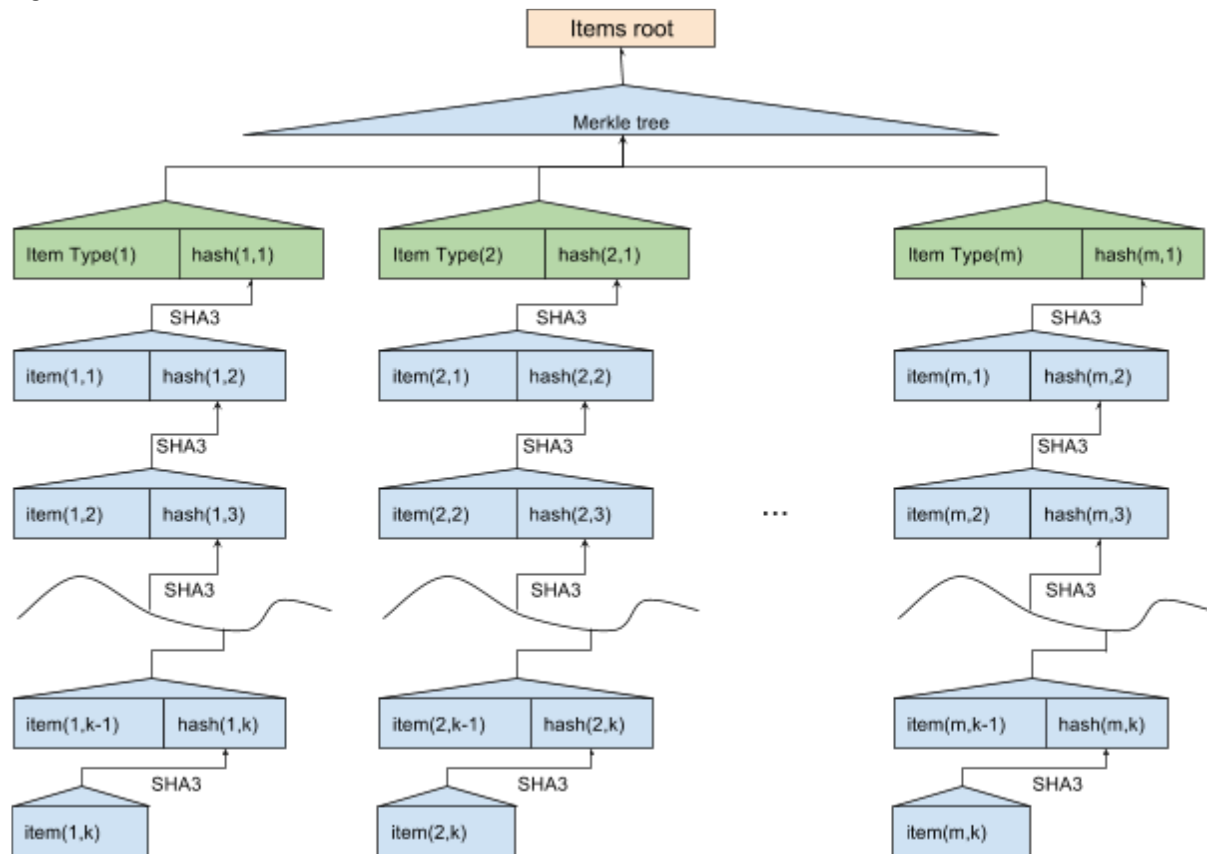 Items root
Merkle tree
Item Type(1) hash(1,1) Item Type(2) hash(2,1) Item Type(m) hash(m,1)
SHA3 SHA3 SHA3
item(1,1) hash(1,2) item(2,1) hash(2,2) item(m,1) hash(m,2)
SHA3 SHA3 SHA3
item(1,2) hash(1,3) item(2,2) hash(2,3) ... item(m,2) hash(m,3)
SHA3 SHA3 SHA3
item(1,k-1) hash(1,k) item(2,k-1) hash(2,k) item(m,k-1) hash(m,k)
SHA3 SHA3 SHA3
item(1,k) item(2,k) item(m,k)